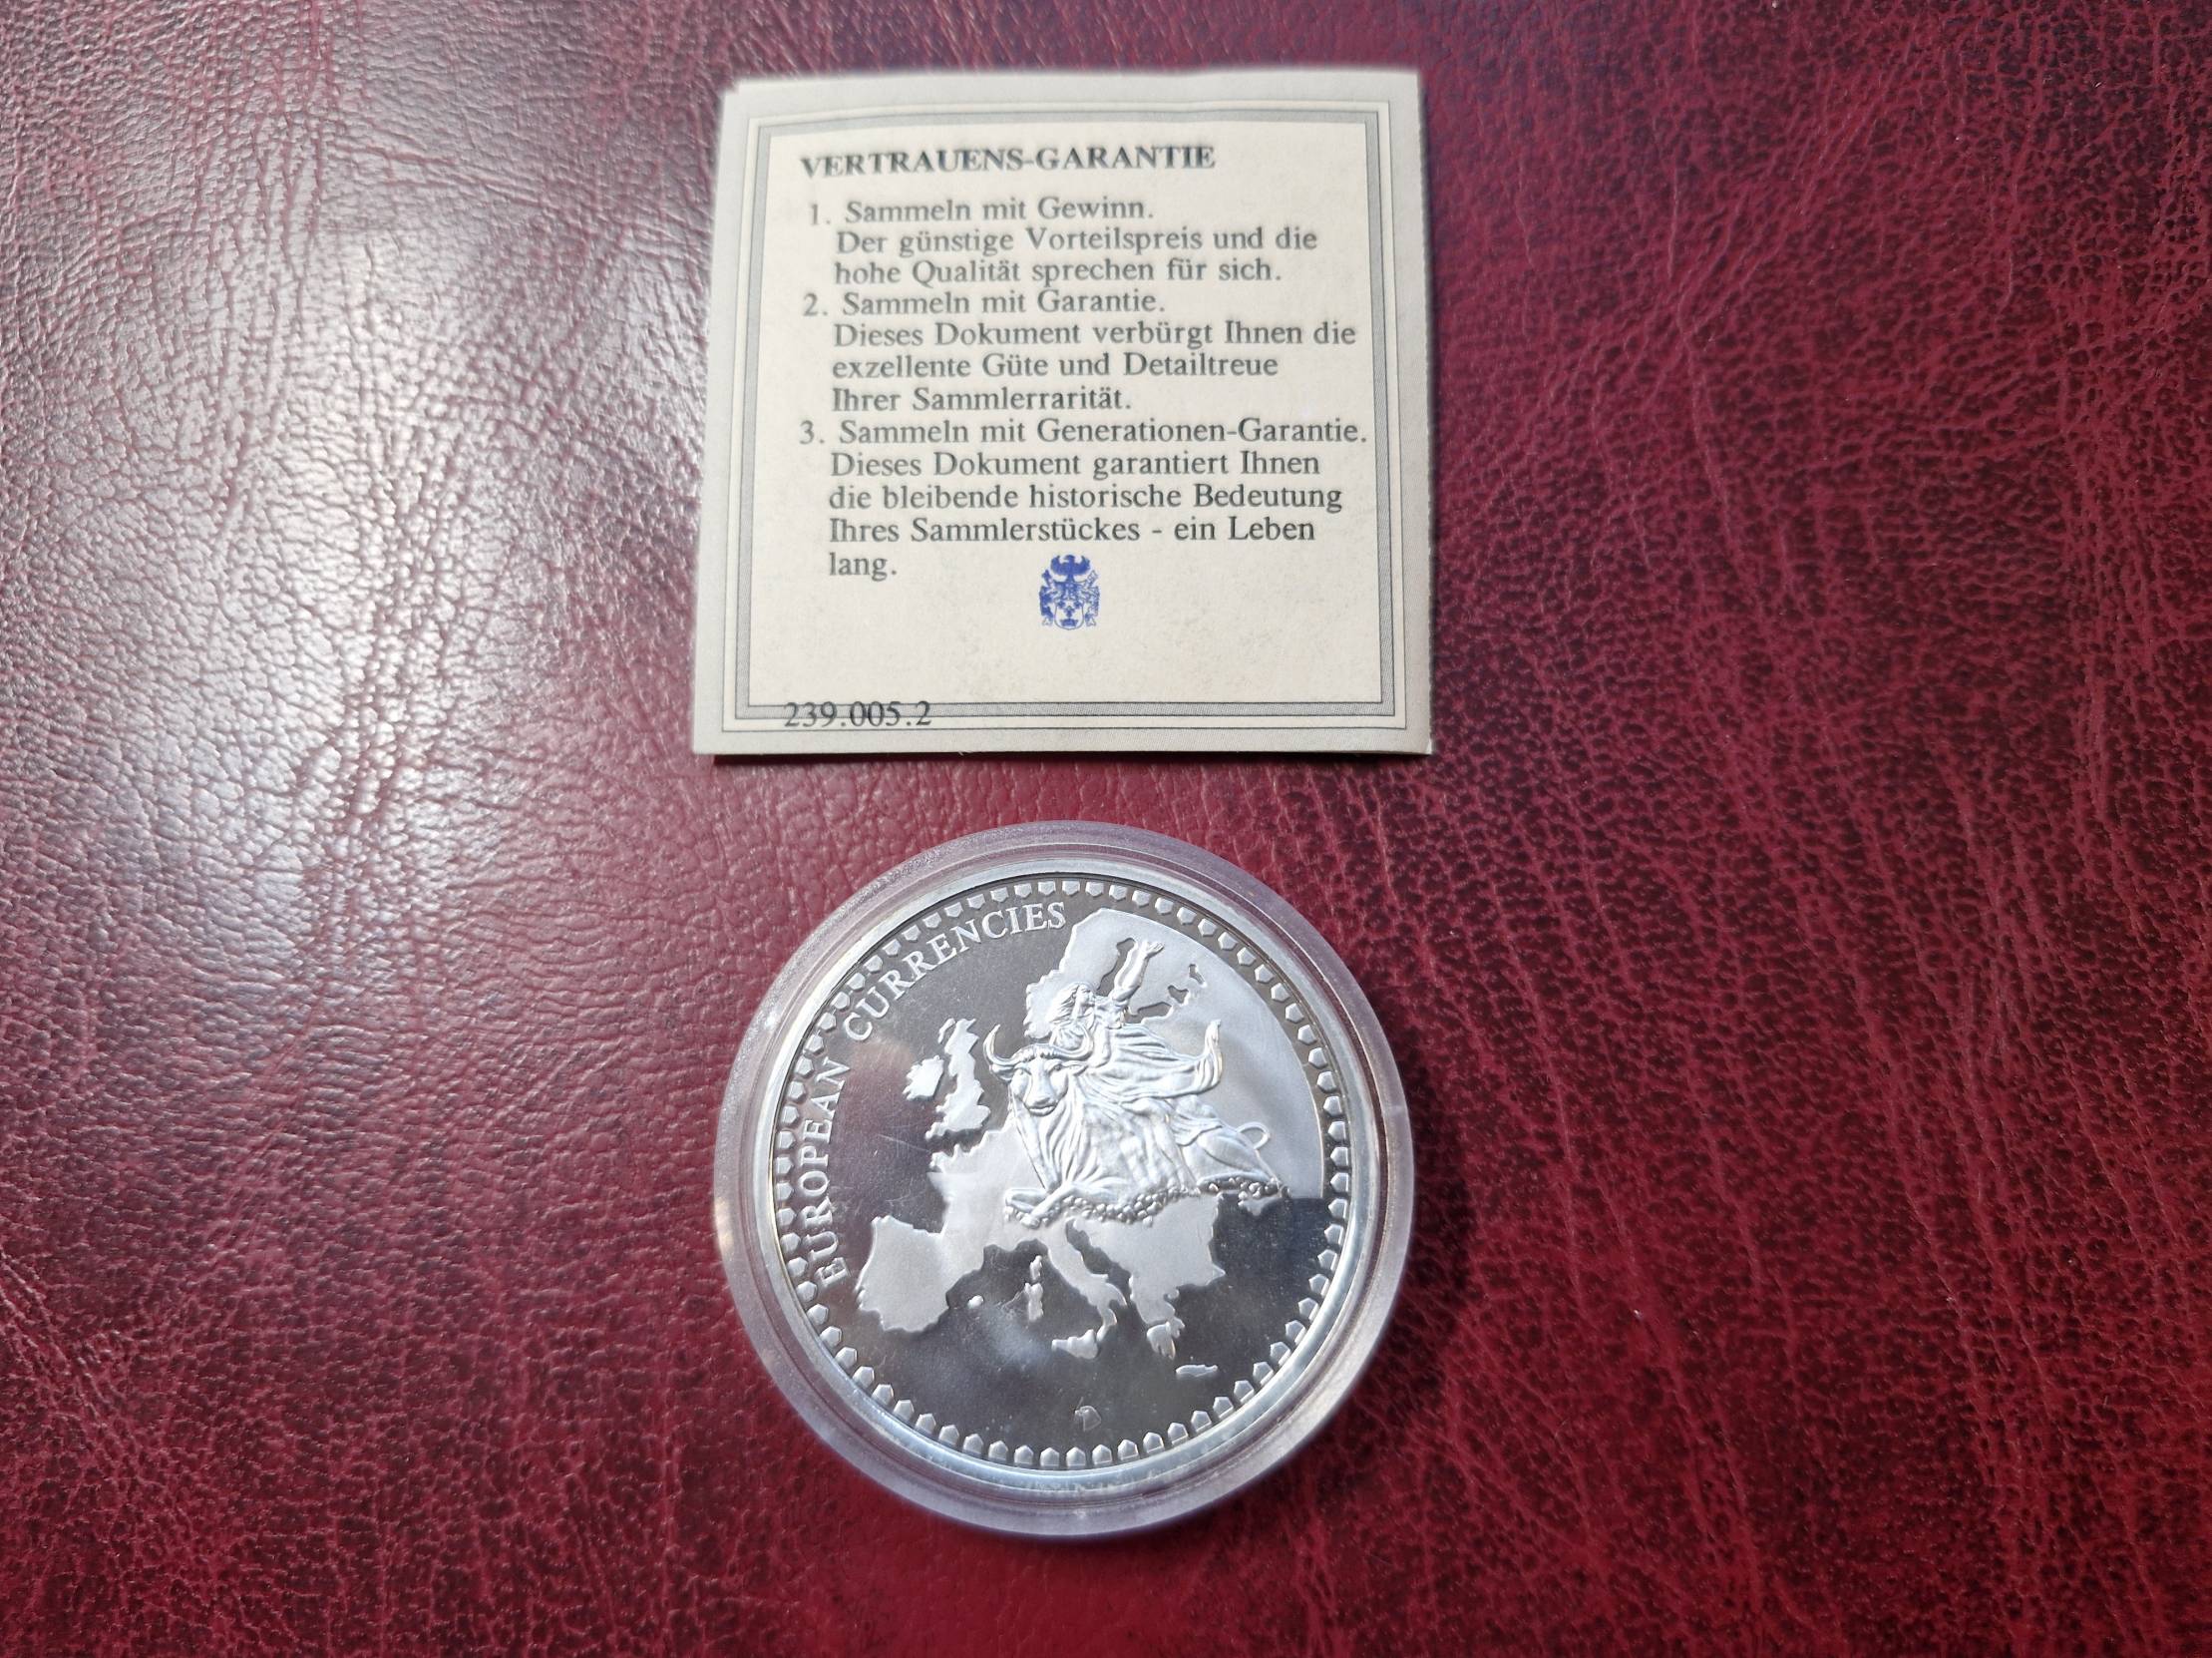 VERTRAUENS-GARANTIE
1. Sammeln mit Gewinn.
Der günstige Vorteilspreis und die
hohe Qualität sprechen für sich.
2. Sammeln mit Garantie.
Dieses Dokument verbürgt Ihnen die
exzellente Güte und Detailtreue
Ihrer Sammlerrarität.
3. Sammeln mit Generationen-Garantie.
Dieses Dokument garantiert Ihnen
die bleibende historische Bedeutung
Ihres Sammlerstückes - ein Leben
lang.
239.005.2
EUROPEAN CURRENCIES